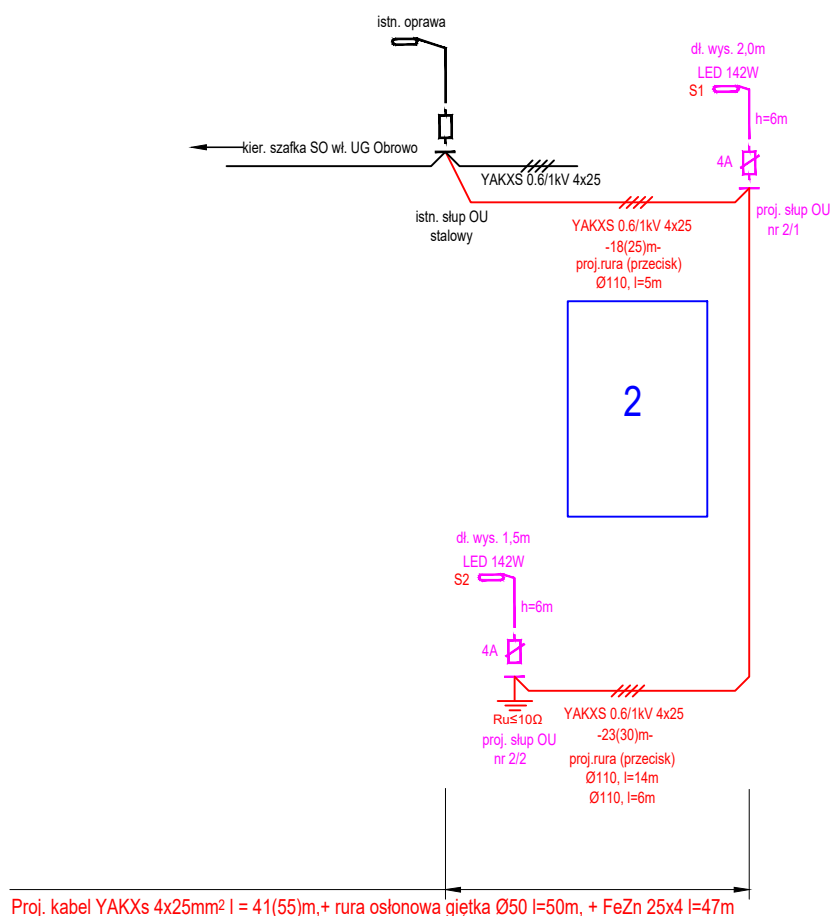 istn. oprawa
dł. wys. 2,0m
LED 142W
S1
h=6m
4A
kier. szafka SO wł. UG Obrowo
YAKXS 0.6/1kV 4x25
istn. słup OU
stalowy
proj. słup OU
nr 2/1
YAKXS 0.6/1kV 4x25
-18(25)m-
proj.rura (przecisk)
Ø110, l=5m
2
dł. wys. 1,5m
LED 142W
S2
h=6m
4A
Ru≤10Ω
proj. słup OU
nr 2/2
YAKXS 0.6/1kV 4x25
-23(30)m-
proj.rura (przecisk)
Ø110, l=14m
Ø110, l=6m
Proj. kabel YAKXs 4x25mm² l = 41(55)m,+ rura osłonowa giętka Ø50 l=50m, + FeZn 25x4 l=47m